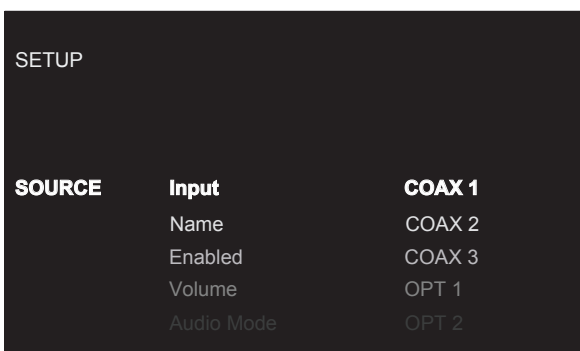 SETUP
SOURCE Input COAX 1
Name COAX 2
Enabled COAX 3
Volume OPT 1
Audio Mode OPT 2